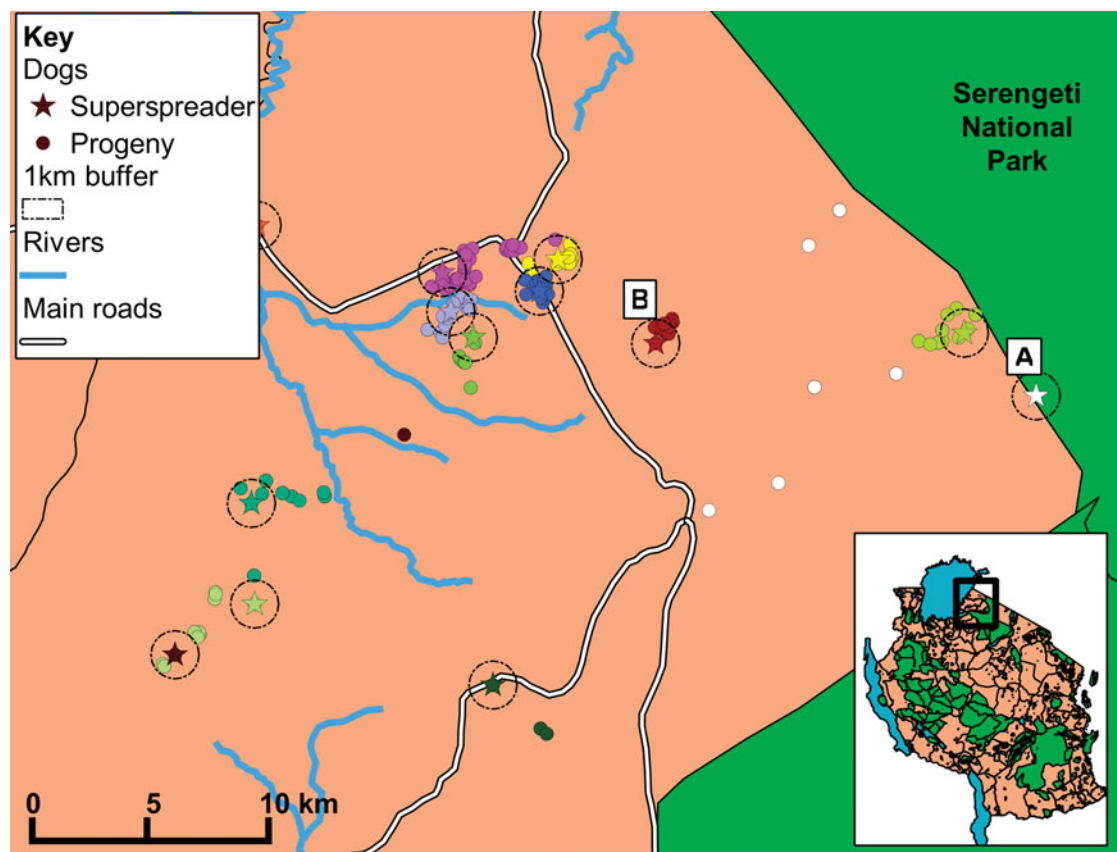 Key
Dogs
Superspreader
Progeny
1km buffer
Rivers
Main roads
Serengeti
National
Park
B
A
0 5 10 km